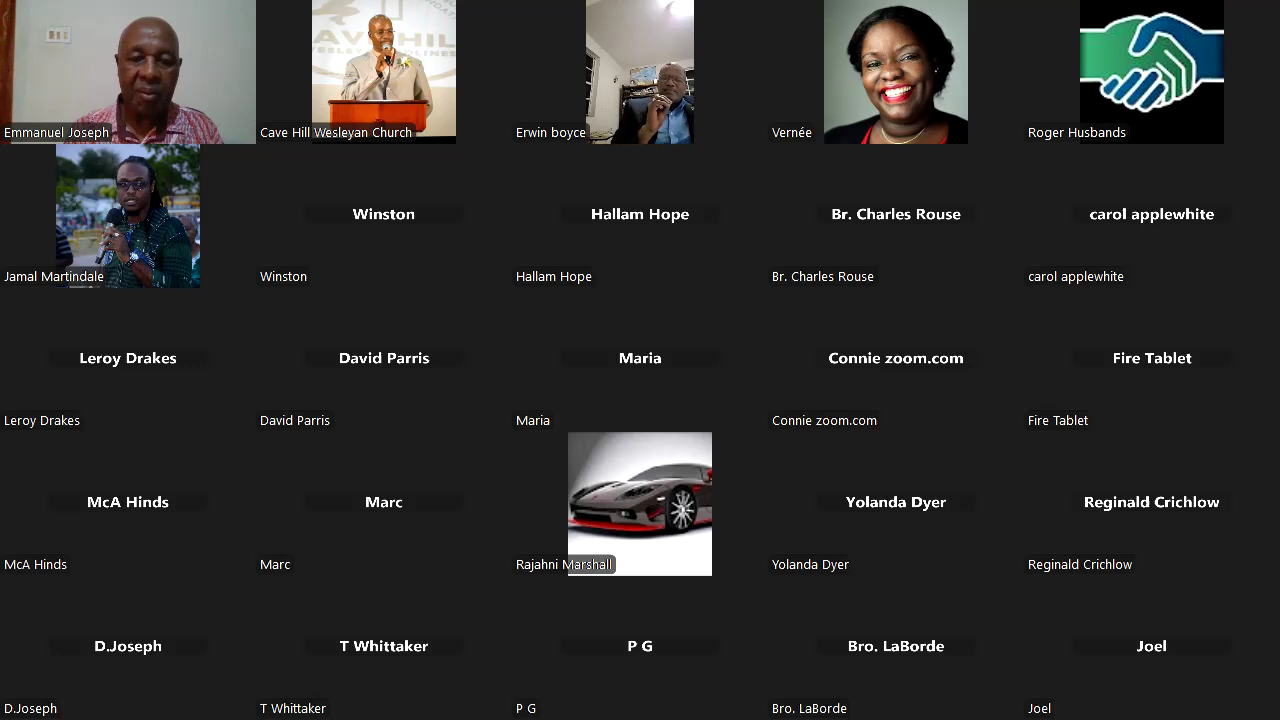 AVEHIL
WESLEY
DLINES
Emmanuel Joseph
Cave Hill Wesleyan Church
Erwin boyce
Vernée
Roger Husbands
Winston
Hallam Hope
Br. Charles Rouse
carol applewhite
Jamal Martindale
Winston
Hallam Hope
Br. Charles Rouse
carol applewhite
Leroy Drakes
David Parris
Maria
Connie zoom.com
Fire Tablet
Leroy Drakes
David Parris
Maria
Connie zoom.com
Fire Tablet
McA Hinds
Marc
Yolanda Dyer
Reginald Crichlow
McA Hinds
Marc
Rajahni Marshall
Yolanda Dyer
Reginald Crichlow
D.Joseph
T Whittaker
P G
Bro. LaBorde
Joel
D.Joseph
T Whittaker
P G
Bro. LaBorde
Joel